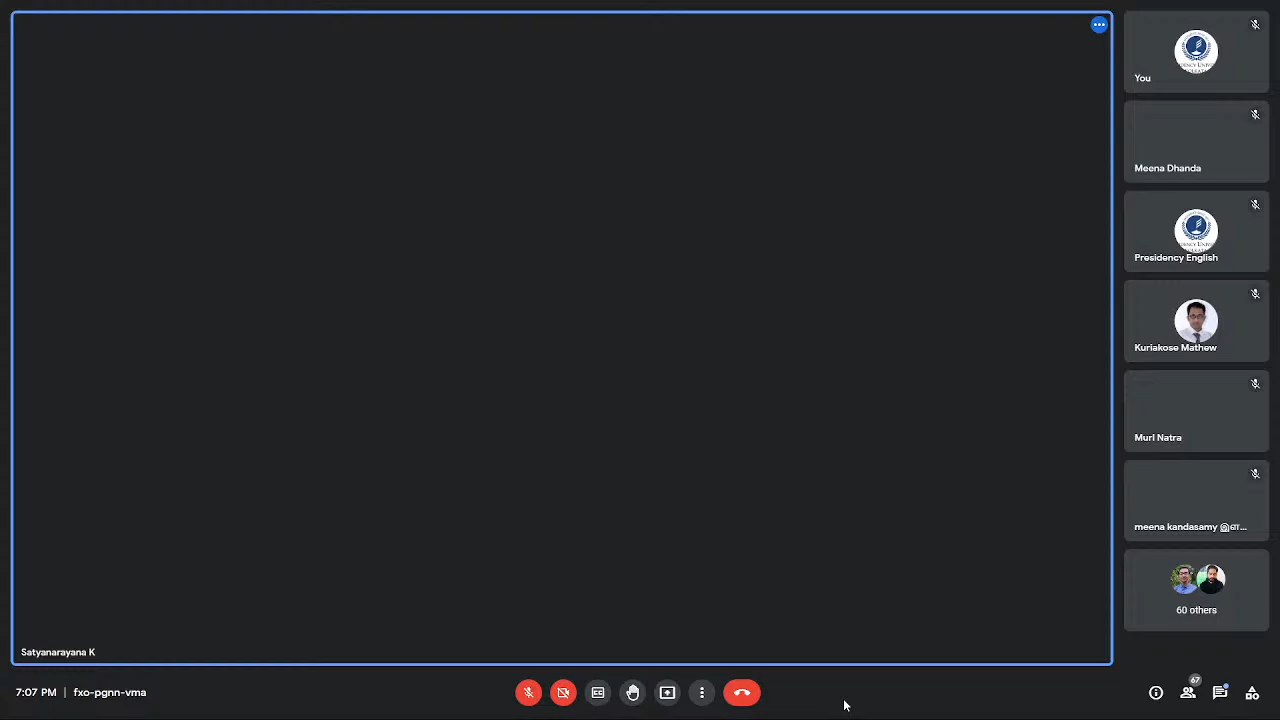 You
Meena Dhanda
Presidency English
Kuriakose Mathew
Murl Natra
meena kandasamy இளா...
60 others
Satyanarayana K
7:07 PM | fxo-pgnn-vma
67